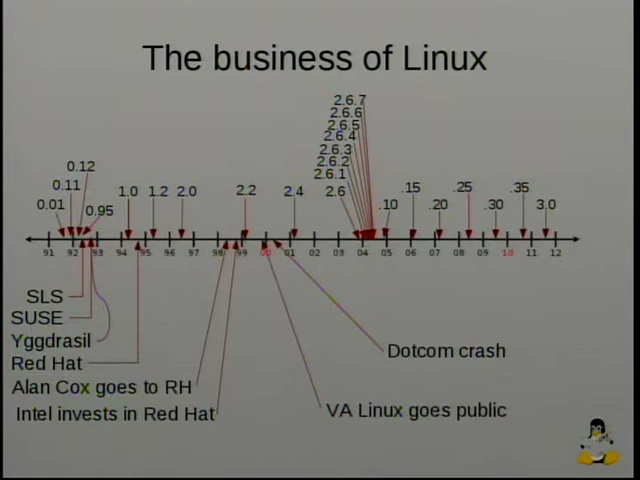 The business of Linux
2.6.7
2.6.6
2.6.5
2.6.4
2.6.3
2.6.2
2.6.1
2.6
0.12
0.11
0.01
0.95
1.0
1.2
2.0
2.2
2.4
.10
.15
.20
.25
.30
.35
3.0
91 92 93 94 95 96 97 98 99 00 01 02 03 04 05 06 07 08 09 10 11 12
SLS
SUSE
Yggdrasil
Red Hat
Alan Cox goes to RH
Intel invests in Red Hat
Dotcom crash
VA Linux goes public